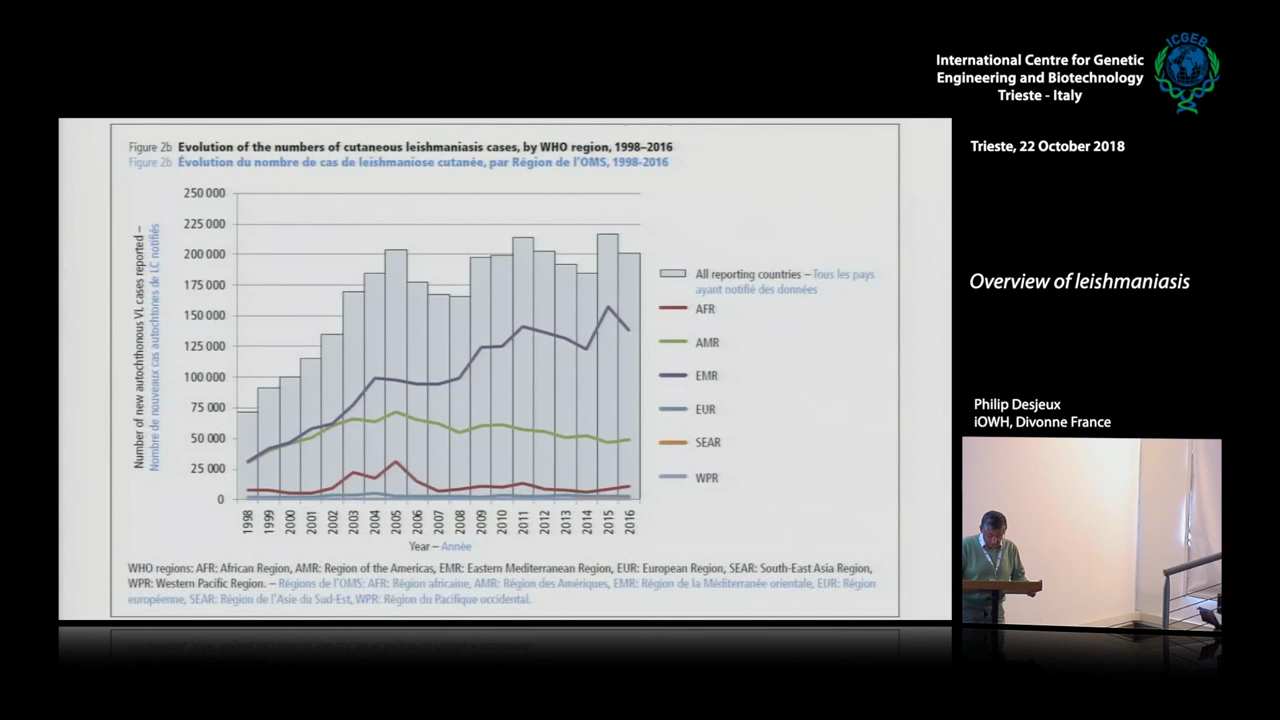 ICGEB
International Centre for Genetic
Engineering and Biotechnology
Trieste - Italy
Trieste, 22 October 2018
Overview of leishmaniasis
Philip Desjeux
iOWH, Divonne France
Figure 2b Evolution of the numbers of cutaneous leishmaniasis cases, by WHO region, 1998–2016
Figure 2b Évolution du nombre de cas de leishmaniose cutanée, par Région de l'OMS, 1998-2016
Number of new autochthonous VL cases reported –
Nombre de nouveaux cas autochtones de LC notifiés
250 000
225 000
200 000
175 000
150 000
125 000
100 000
75 000
50 000
25 000
0
1998
1999
2000
2001
2002
2003
2004
2005
2006
2007
2008
2009
2010
2011
2012
2013
2014
2015
2016
Year – Année
All reporting countries – Tous les pays
ayant notifié des données
AFR
AMR
EMR
EUR
SEAR
WPR
WHO regions: AFR: African Region, AMR: Region of the Americas, EMR: Eastern Mediterranean Region, EUR: European Region, SEAR: South-East Asia Region,
WPR: Western Pacific Region. – Régions de l'OMS: AFR: Région africaine, AMR: Région des Amériques, EMR: Région de la Méditerranée orientale, EUR: Région
européenne, SEAR: Région de l'Asie du Sud-Est, WPR: Région du Pacifique occidental.